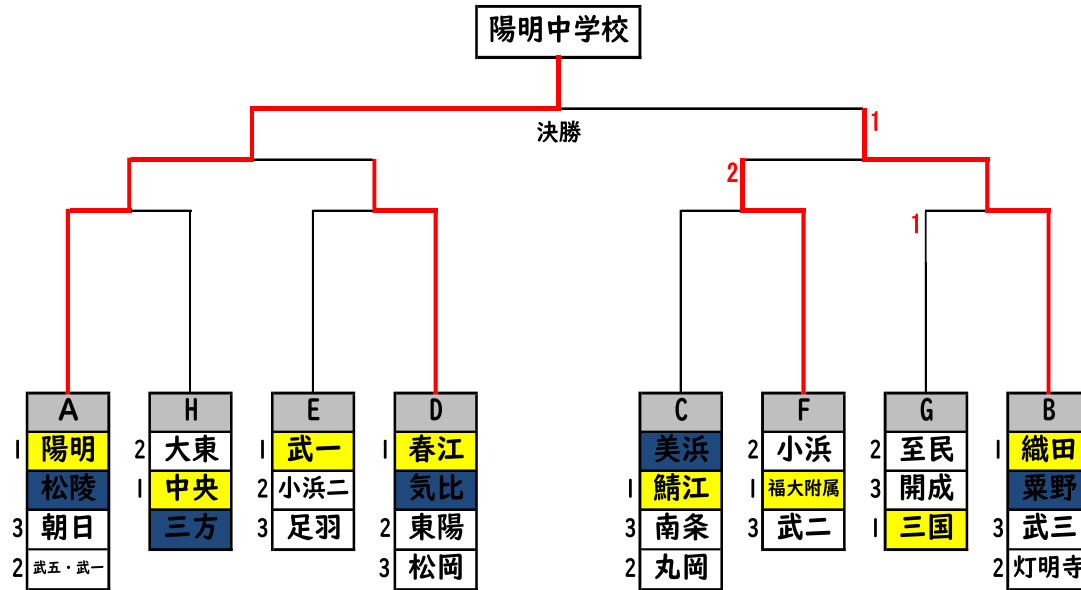 陽明中学校
決勝
1
2
1
A H E D C F G B
1 陽明 2 大東 1 武一 1 春江 美浜 2 小浜 2 至民 1 織田
松陵 1 中央 2 小浜二 気比 1 鯖江 1 福大附属 3 開成 粟野
3 朝日 三方 3 足羽 2 東陽 3 南条 3 武二 1 三国 3 武三
2 武五・武一 3 松岡 2 丸岡 2 灯明寺